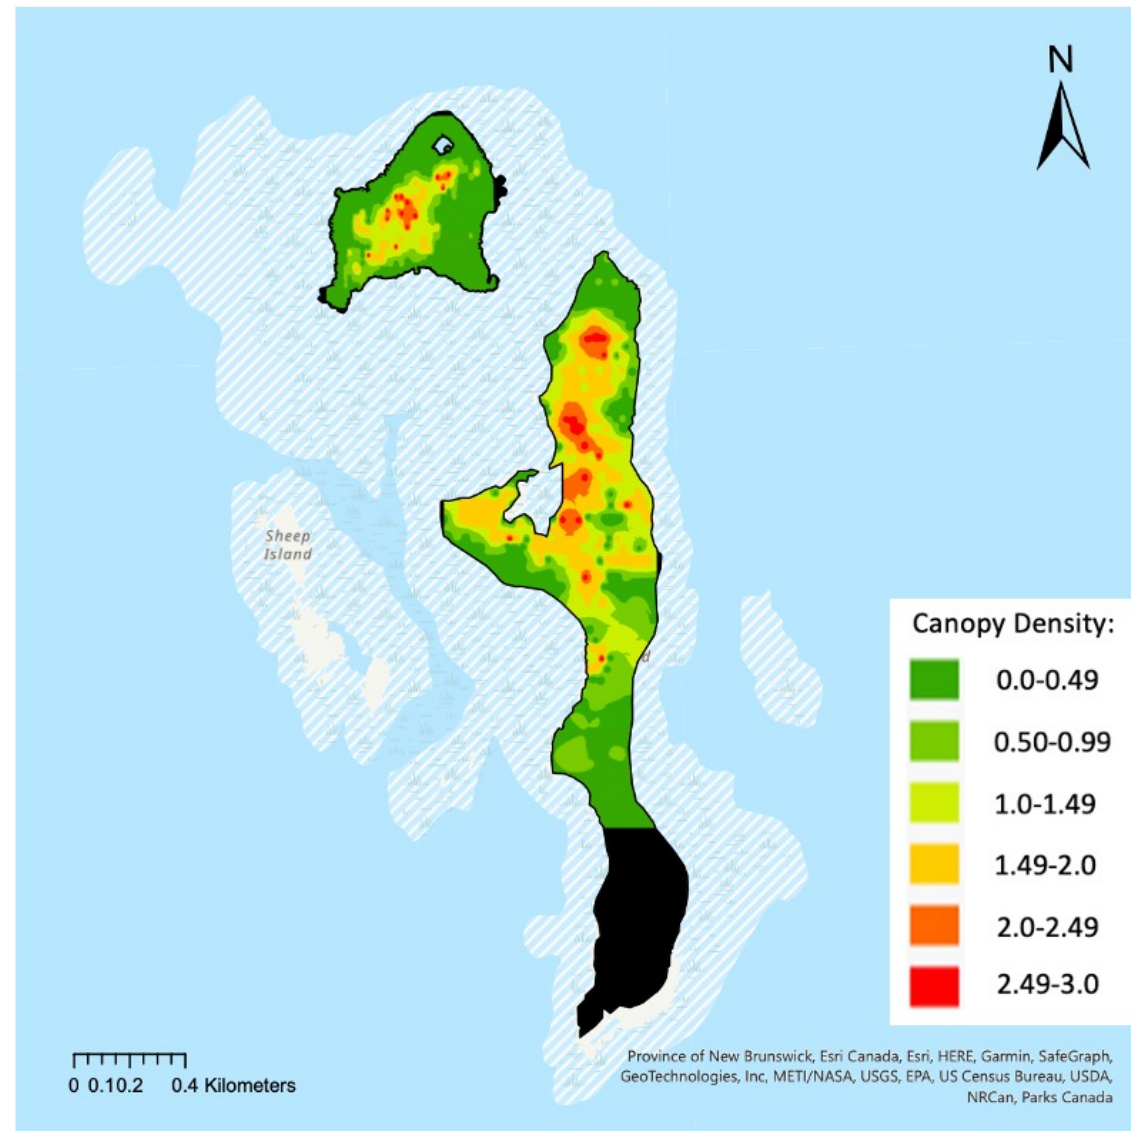 N
Sheep
Island
d
Canopy Density:
0.0-0.49
0.50-0.99
1.0-1.49
1.49-2.0
2.0-2.49
2.49-3.0
0 0.10.2 0.4 Kilometers
Province of New Brunswick, Esri Canada, Esri, HERE, Garmin, SafeGraph,
GeoTechnologies, Inc, METI/NASA, USGS, EPA, US Census Bureau, USDA,
NRCan, Parks Canada